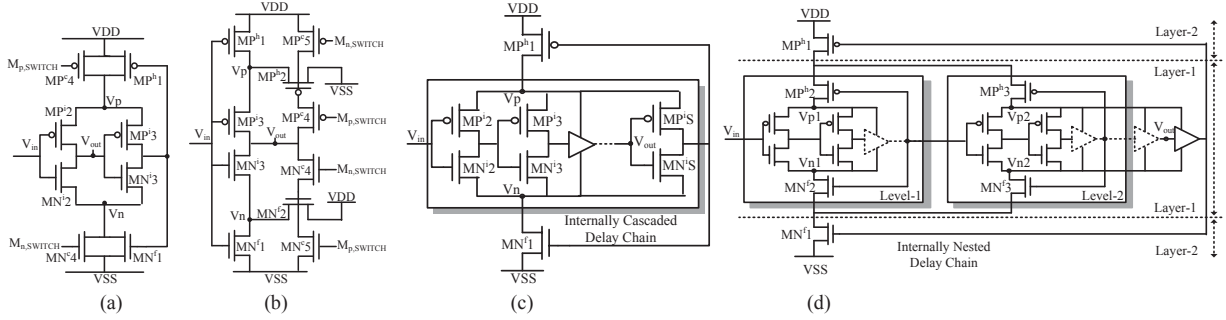 VDD
M_p,SWITCH
MP^c4
MP^h1
Vp
MP^i2
MP^i3
V_in
V_out
MN^i2
MN^i3
Vn
M_n,SWITCH
MN^c4
MN^f1
VSS
(a)
VDD
MP^h1
MP^c5
M_n,SWITCH
Vp
MP^h2
VSS
MP^i3
MP^c4
M_p,SWITCH
V_in
V_out
MN^i3
MN^c4
M_n,SWITCH
VDD
Vn
MN^f2
MN^f1
MN^c5
M_p,SWITCH
VSS
(b)
VDD
MP^h1
Vp
MP^i2
MP^i3
MP^iS
V_in
V_out
MN^i2
MN^i3
MN^iS
Vn
Internally Cascaded
Delay Chain
MN^f1
VSS
(c)
VDD
MP^h1
Layer-2
Layer-1
MP^h2
MP^h3
Vp1
Vp2
V_in
V_out
Vn1
Vn2
MN^f2
MN^f3
Level-1
Level-2
Layer-1
MN^f1
Internally Nested
Delay Chain
Layer-2
VSS
(d)